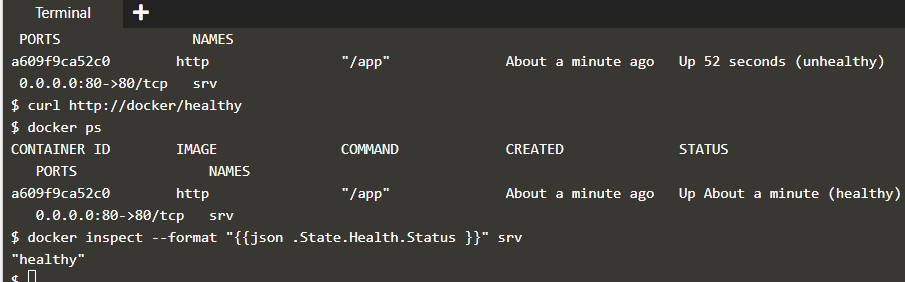 Terminal +
PORTS NAMES
a609f9ca52c0 http "/app" About a minute ago Up 52 seconds (unhealthy)
0.0.0.0:80->80/tcp srv
$ curl http://docker/healthy
$ docker ps
CONTAINER ID IMAGE COMMAND CREATED STATUS
PORTS NAMES
a609f9ca52c0 http "/app" About a minute ago Up About a minute (healthy)
0.0.0.0:80->80/tcp srv
$ docker inspect --format "{{json .State.Health.Status }}" srv
"healthy"
$